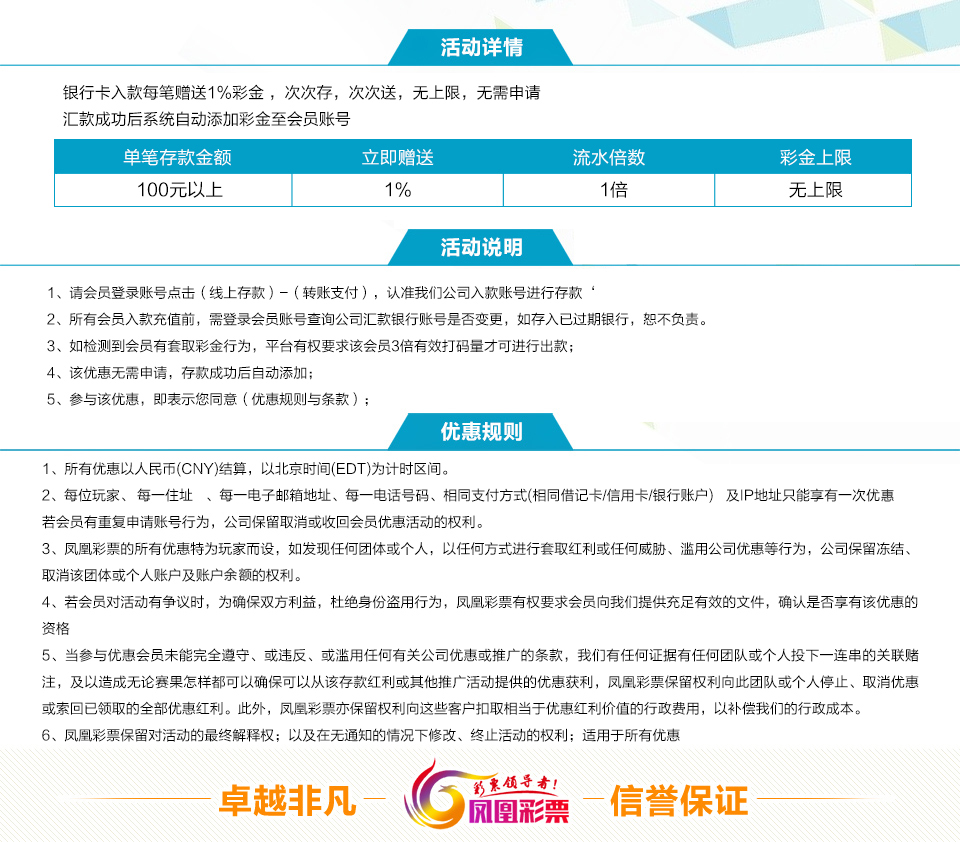 活动详情
银行卡入款每笔赠送1%彩金，次次存，次次送，无上限，无需申请
汇款成功后系统自动添加彩金至会员账号
单笔存款金额 立即赠送 流水倍数 彩金上限
100元以上 1% 1倍 无上限
活动说明
1、请会员登录账号点击（线上存款）-（转账支付），认准我们公司入款账号进行存款‘
2、所有会员入款充值前，需登录会员账号查询公司汇款银行账号是否变更，如存入已过期银行，恕不负责。
3、如检测到会员有套取彩金行为，平台有权要求该会员3倍有效打码量才可进行出款；
4、该优惠无需申请，存款成功后自动添加；
5、参与该优惠，即表示您同意（优惠规则与条款）；
优惠规则
1、所有优惠以人民币(CNY)结算，以北京时间(EDT)为计时区间。
2、每位玩家、每一住址 、每一电子邮箱地址、每一电话号码、相同支付方式(相同借记卡/信用卡/银行账户) 及IP地址只能享有一次优惠
若会员有重复申请账号行为，公司保留取消或收回会员优惠活动的权利。
3、凤凰彩票的所有优惠特为玩家而设，如发现任何团体或个人，以任何方式进行套取红利或任何威胁、滥用公司优惠等行为，公司保留冻结、
取消该团体或个人账户及账户余额的权利。
4、若会员对活动有争议时，为确保双方利益，杜绝身份盗用行为，凤凰彩票有权要求会员向我们提供充足有效的文件，确认是否享有该优惠的
资格
5、当参与优惠会员未能完全遵守、或违反、或滥用任何有关公司优惠或推广的条款，我们有任何证据有任何团队或个人投下一连串的关联赌
注，及以造成无论赛果怎样都可以确保可以从该存款红利或其他推广活动提供的优惠获利，凤凰彩票保留权利向此团队或个人停止、取消优惠
或索回已领取的全部优惠红利。此外，凤凰彩票亦保留权利向这些客户扣取相当于优惠红利价值的行政费用，以补偿我们的行政成本。
6、凤凰彩票保留对活动的最终解释权；以及在无通知的情况下修改、终止活动的权利；适用于所有优惠
卓越非凡
彩票领导者！
凤凰彩票
信誉保证